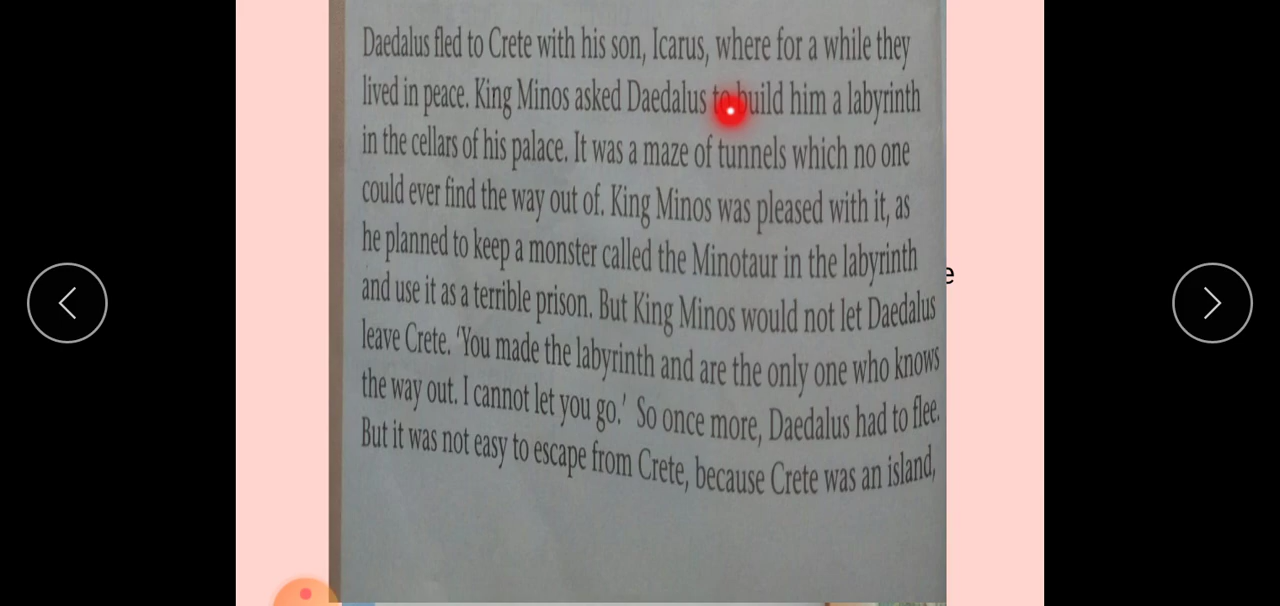 Daedalus fled to Crete with his son, Icarus, where for a while they
lived in peace. King Minos asked Daedalus to build him a labyrinth
in the cellars of his palace. It was a maze of tunnels which no one
could ever find the way out of. King Minos was pleased with it, as
he planned to keep a monster called the Minotaur in the labyrinth
and use it as a terrible prison. But King Minos would not let Daedalus
leave Crete. ‘You made the labyrinth and are the only one who knows
the way out. I cannot let you go.’ So once more, Daedalus had to flee.
But it was not easy to escape from Crete, because Crete was an island,